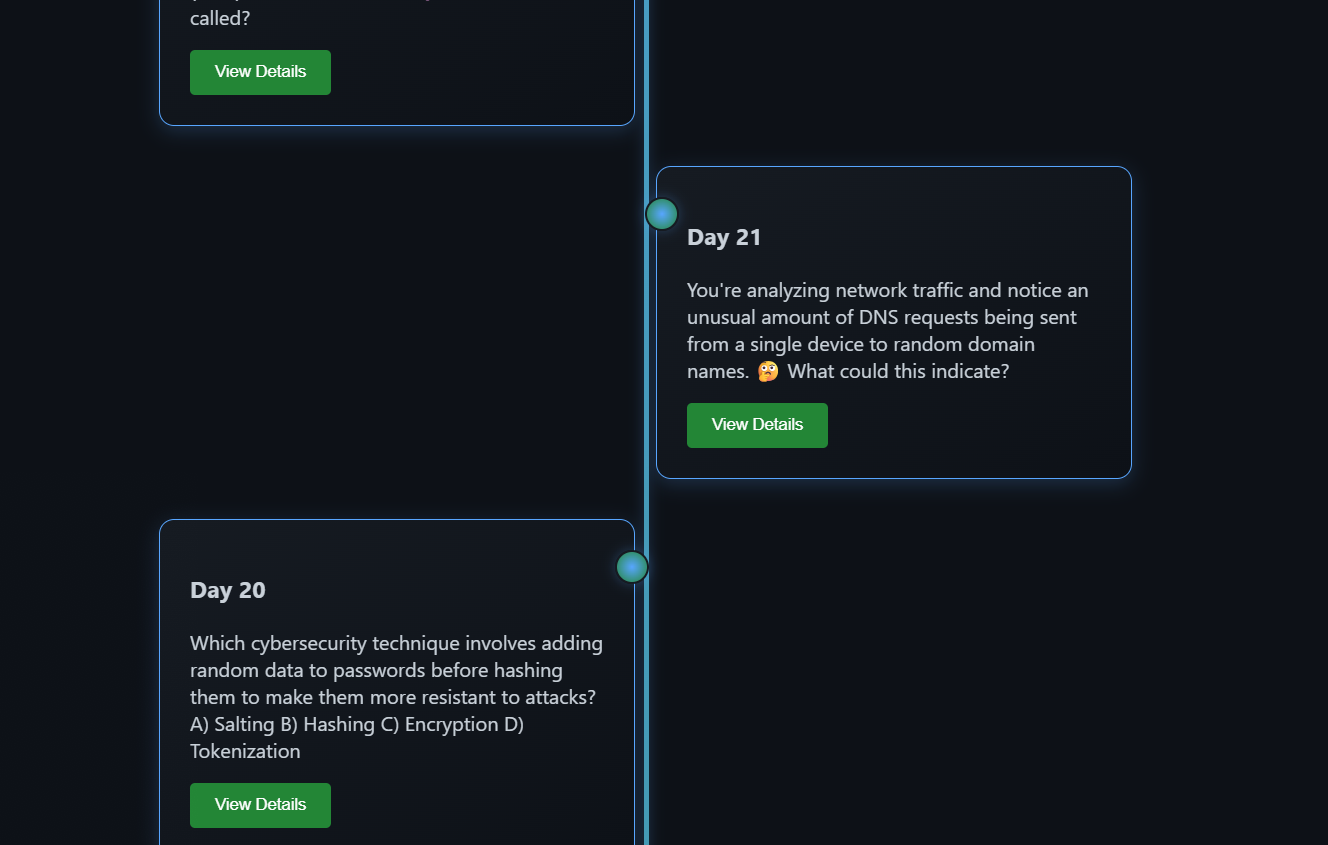 called?
View Details
Day 21
You're analyzing network traffic and notice an
unusual amount of DNS requests being sent
from a single device to random domain
names. 🤔 What could this indicate?
View Details
Day 20
Which cybersecurity technique involves adding
random data to passwords before hashing
them to make them more resistant to attacks?
A) Salting B) Hashing C) Encryption D)
Tokenization
View Details